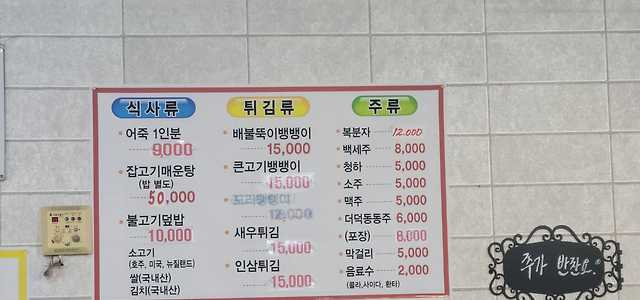 식사류
어죽 1인분
9,000
잡고기매운탕
(밥 별도)
50,000
불고기덮밥
10,000
소고기
(호주, 미국, 뉴질랜드)
쌀(국내산)
김치(국내산)
튀김류
배불뚝이뱅뱅이
15,000
큰고기뱅뱅이
15,000
12,000
새우튀김
15,000
인삼튀김
15,000
주류
복분자 12.000
백세주 8,000
청하 5,000
소주 5,000
맥주 5,000
더덕동동주 6,000
(포장) 8,000
막걸리 5,000
음료수 2,000
(콜라,사이다, 환타)
추가 반찬요.